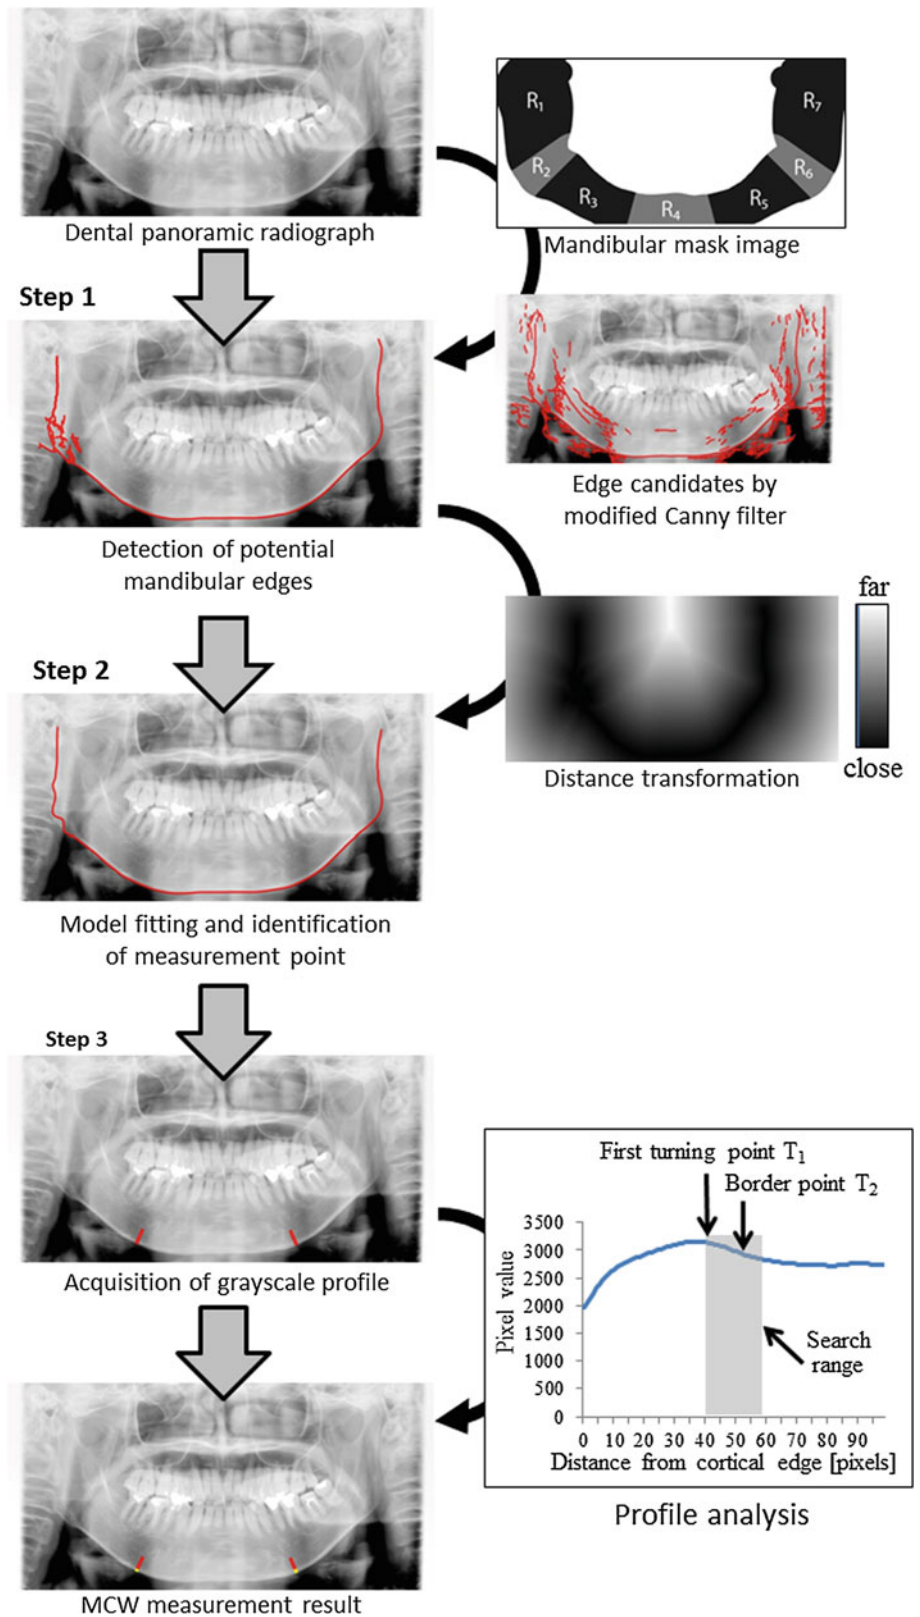 R1
R7
R2
R6
R3
R5
R4
Dental panoramic radiograph
Mandibular mask image
Step 1
Edge candidates by
modified Canny filter
Detection of potential
mandibular edges
far
Step 2
close
Distance transformation
Model fitting and identification
of measurement point
Step 3
First turning point T1
Border point T2
3500
3000
2500
2000
1500
1000
500
0
Pixel value
Search
range
0 10 20 30 40 50 60 70 80 90
Distance from cortical edge [pixels]
Acquisition of grayscale profile
Profile analysis
MCW measurement result